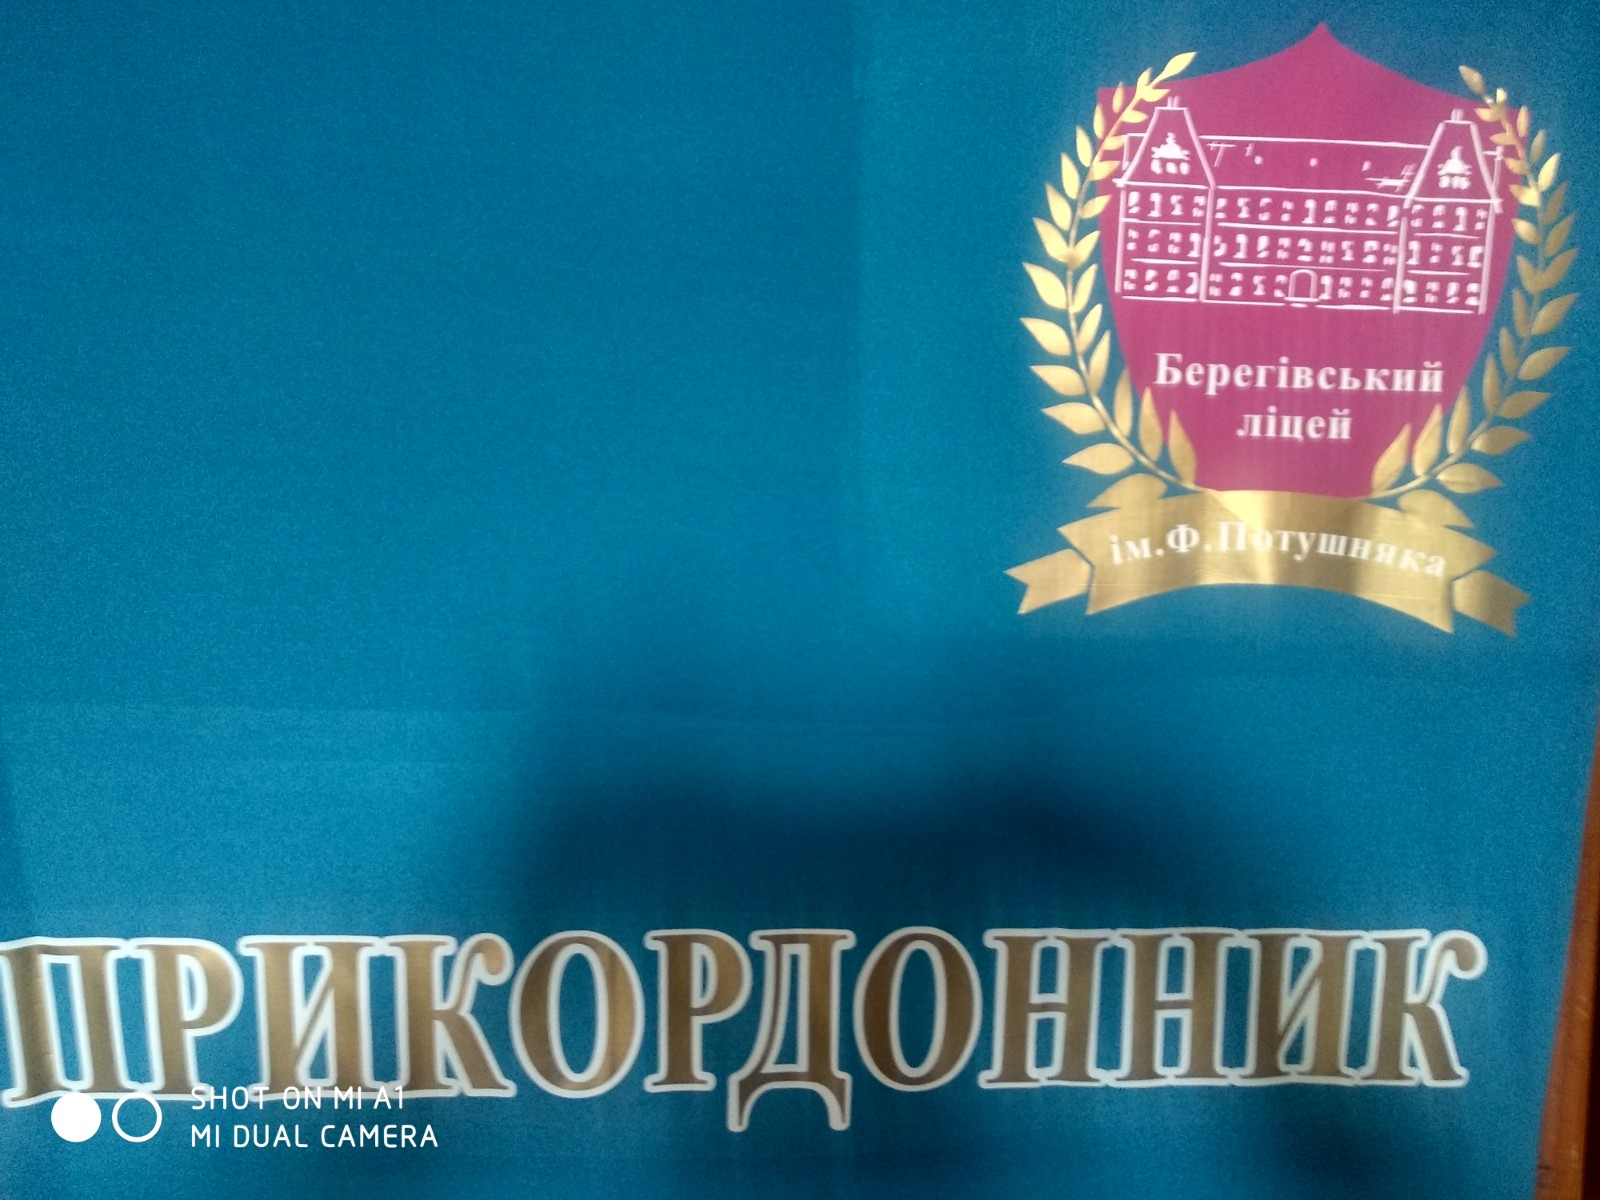 Берегівський
ліцей
ім.Ф.Потушняка
ПРИКОРДОННИК
SHOT ON MI A1
MI DUAL CAMERA